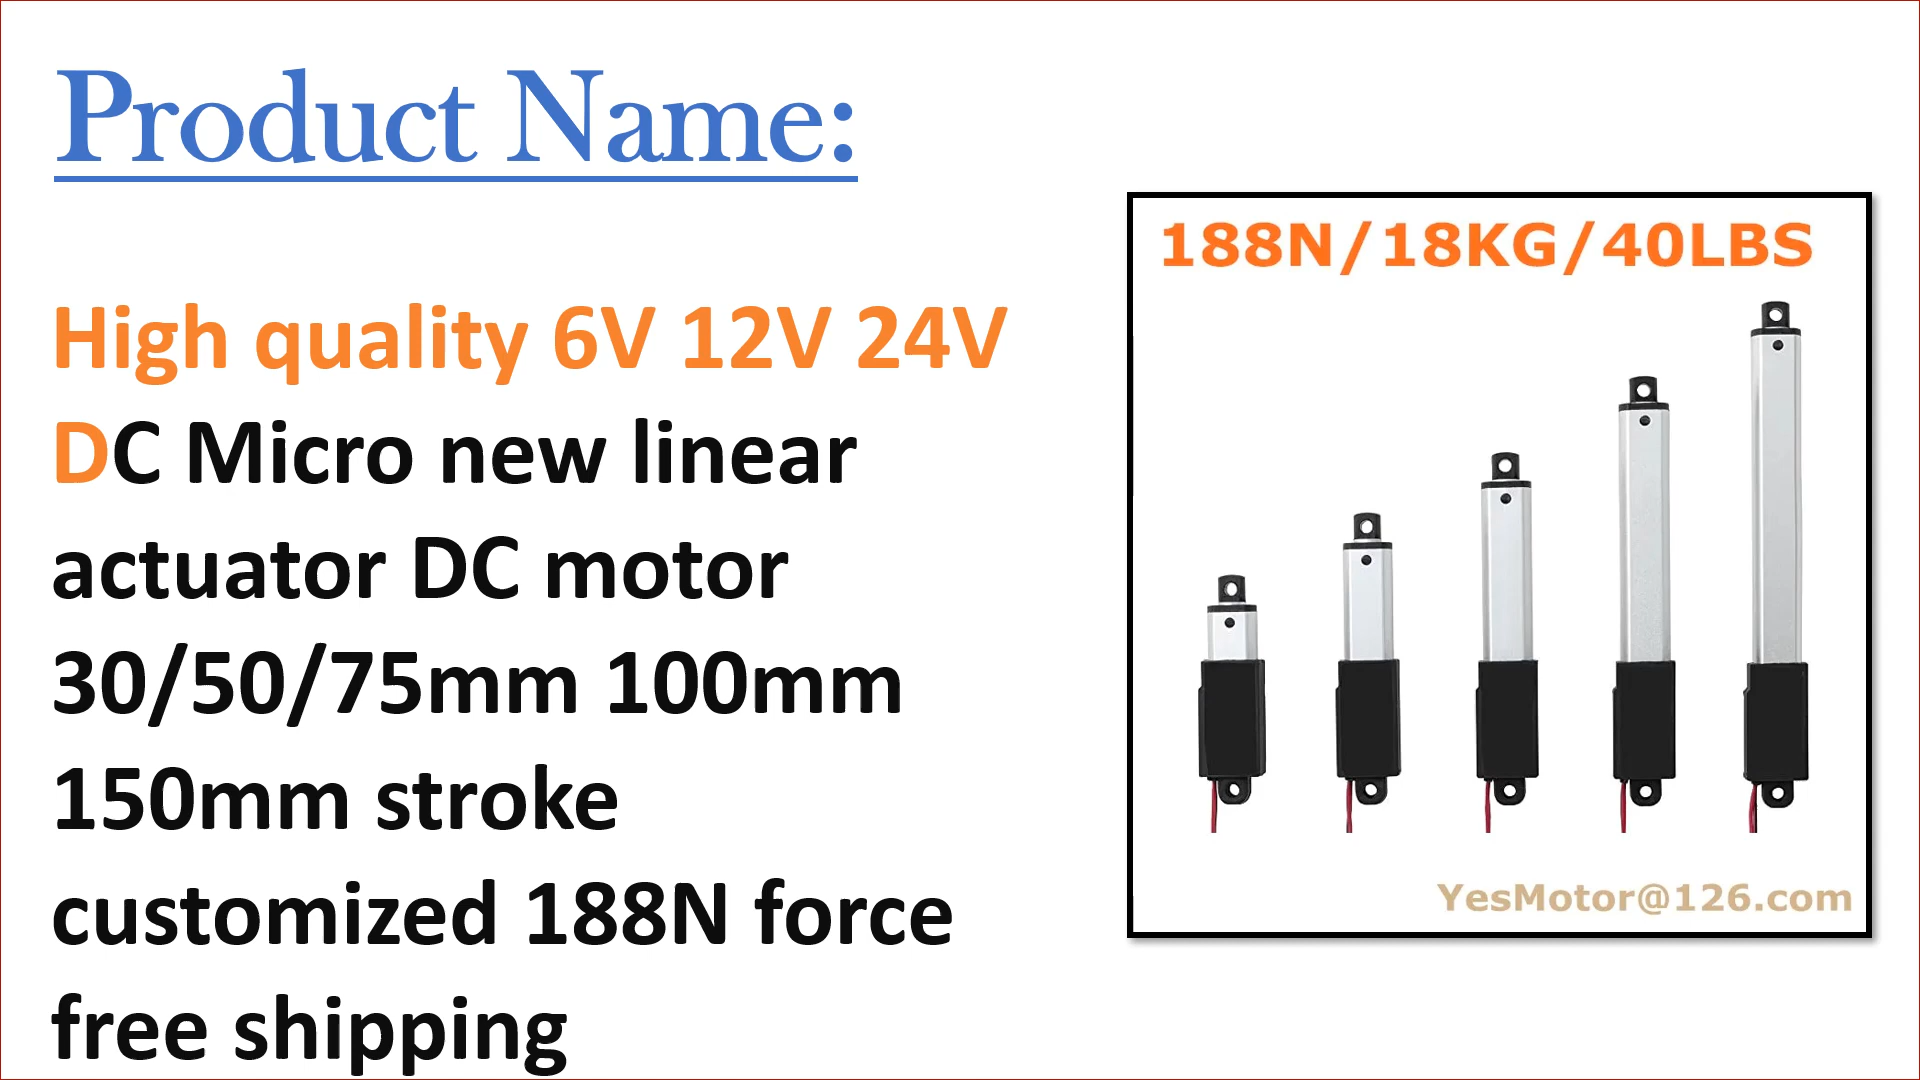 Product Name:
High quality 6V 12V 24V
DC Micro new linear
actuator DC motor
30/50/75mm 100mm
150mm stroke
customized 188N force
free shipping
188N/18KG/40LBS
YesMotor@126.com